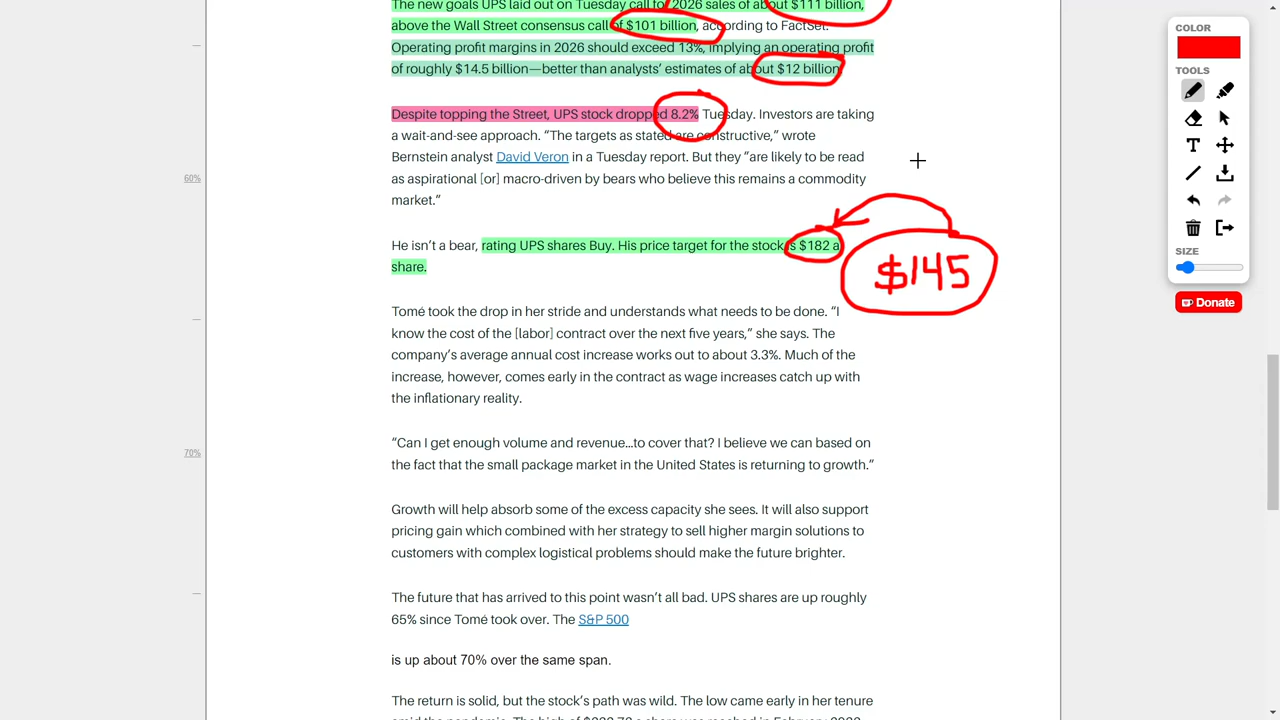 The new goals UPS laid out on Tuesday call for 2026 sales of about $111 billion,
above the Wall Street consensus call of $101 billion, according to FactSet.
Operating profit margins in 2026 should exceed 13%, implying an operating profit
of roughly $14.5 billion—better than analysts’ estimates of about $12 billion.
Despite topping the Street, UPS stock dropped 8.2% Tuesday. Investors are taking
a wait-and-see approach. “The targets as stated are constructive,” wrote
Bernstein analyst David Veron in a Tuesday report. But they “are likely to be read
as aspirational [or] macro-driven by bears who believe this remains a commodity
market.”
He isn’t a bear, rating UPS shares Buy. His price target for the stock is $182 a
share.
$145
Tomé took the drop in her stride and understands what needs to be done. “I
know the cost of the [labor] contract over the next five years,” she says. The
company’s average annual cost increase works out to about 3.3%. Much of the
increase, however, comes early in the contract as wage increases catch up with
the inflationary reality.
“Can I get enough volume and revenue...to cover that? I believe we can based on
the fact that the small package market in the United States is returning to growth.”
Growth will help absorb some of the excess capacity she sees. It will also support
pricing gain which combined with her strategy to sell higher margin solutions to
customers with complex logistical problems should make the future brighter.
The future that has arrived to this point wasn’t all bad. UPS shares are up roughly
65% since Tomé took over. The S&P 500
is up about 70% over the same span.
The return is solid, but the stock’s path was wild. The low came early in her tenure
60%
70%
COLOR
TOOLS
T
SIZE
Donate